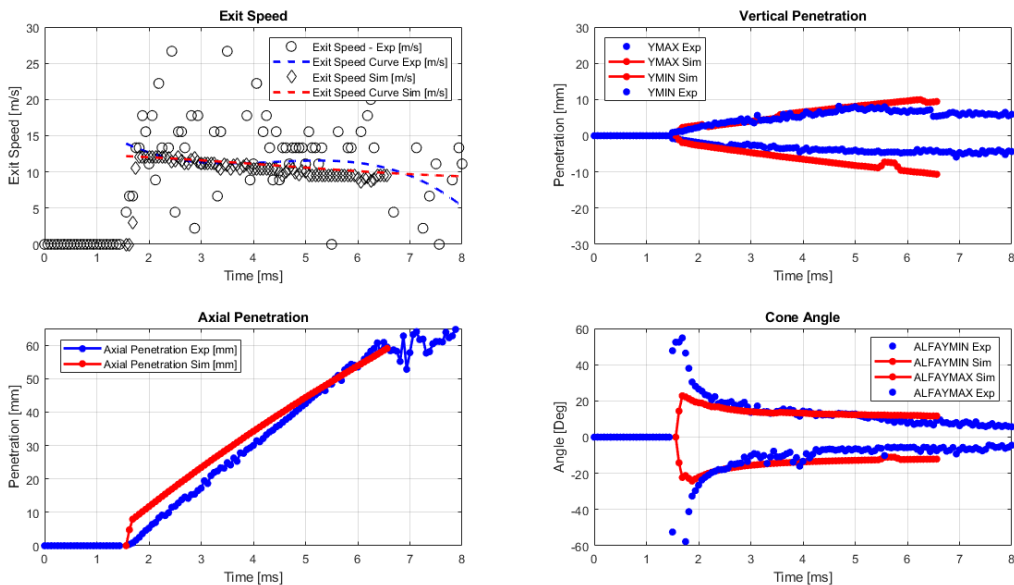 Exit Speed
30
25
20
15
10
5
0
Exit Speed [m/s]
Exit Speed - Exp [m/s]
Exit Speed Curve Exp [m/s]
Exit Speed Sim [m/s]
Exit Speed Curve Sim [m/s]
0 1 2 3 4 5 6 7 8
Time [ms]
Vertical Penetration
30
20
10
0
-10
-20
-30
Penetration [mm]
YMAX Exp
YMAX Sim
YMIN Sim
YMIN Exp
0 1 2 3 4 5 6 7 8
Time [ms]
Axial Penetration
60
50
40
30
20
10
0
Penetration [mm]
Axial Penetration Exp [mm]
Axial Penetration Sim [mm]
0 1 2 3 4 5 6 7 8
Time [ms]
Cone Angle
60
40
20
0
-20
-40
-60
Angle [Deg]
ALFAYMIN Exp
ALFAYMIN Sim
ALFAYMAX Sim
ALFAYMAX Exp
0 1 2 3 4 5 6 7 8
Time [ms]